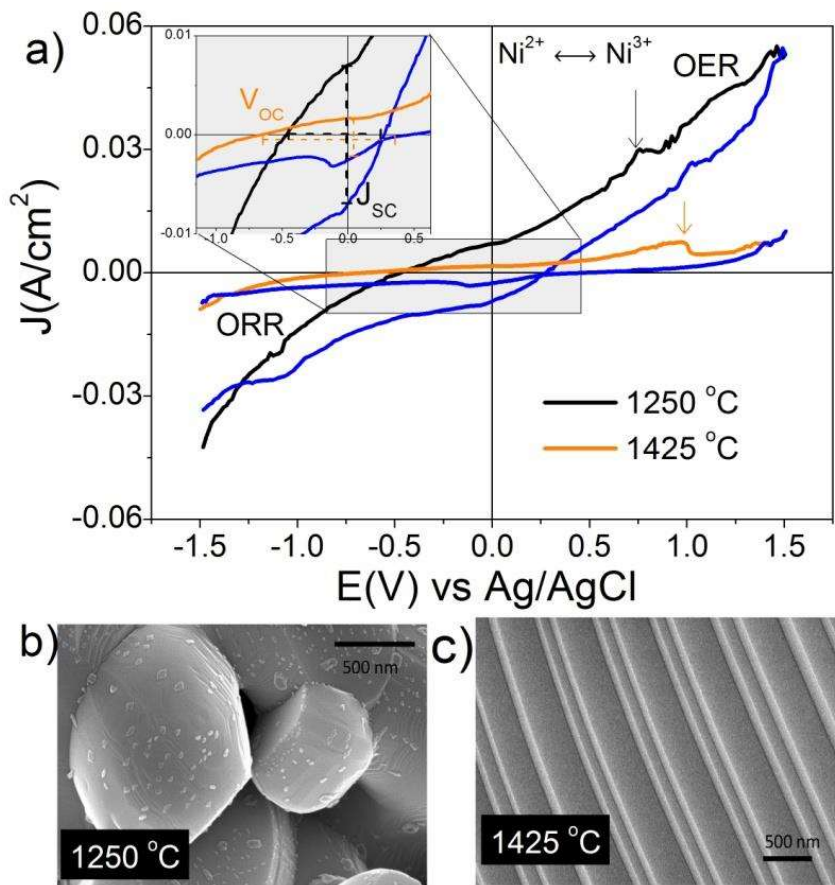 a)
0.06
0.03
0.00
-0.03
-0.06
J(A/cm²)
0.01
0.00
-0.01
-1.0 -0.5 0.0 0.5
V_OC
J_SC
Ni²⁺ ⟷ Ni³⁺
OER
ORR
1250 °C
1425 °C
-1.5 -1.0 -0.5 0.0 0.5 1.0 1.5
E(V) vs Ag/AgCl
b)
500 nm
1250 °C
c)
1425 °C
500 nm